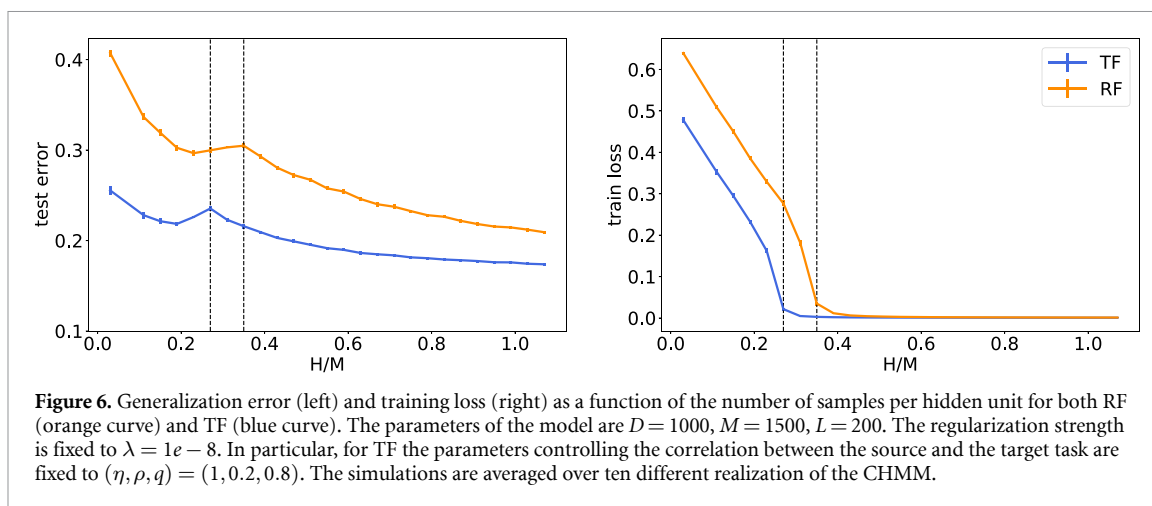 0.4
0.3
0.2
0.1
test error
0.0 0.2 0.4 0.6 0.8 1.0
H/M
0.6
0.5
0.4
0.3
0.2
0.1
0.0
train loss
0.0 0.2 0.4 0.6 0.8 1.0
H/M
TF
RF
Figure 6. Generalization error (left) and training loss (right) as a function of the number of samples per hidden unit for both RF
(orange curve) and TF (blue curve). The parameters of the model are D = 1000, M = 1500, L = 200. The regularization strength
is fixed to λ = 1e − 8. In particular, for TF the parameters controlling the correlation between the source and the target task are
fixed to (η, ρ, q) = (1, 0.2, 0.8). The simulations are averaged over ten different realization of the CHMM.